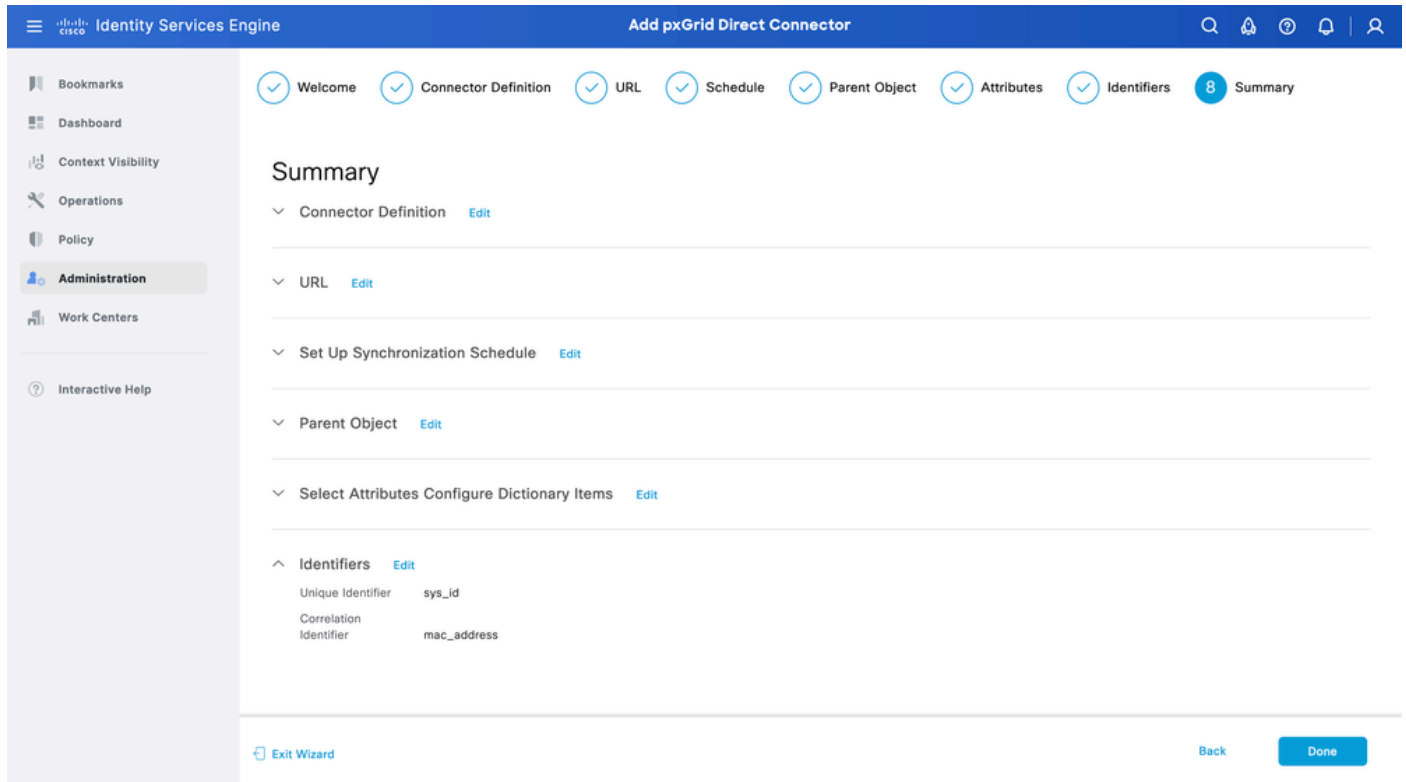 cisco Identity Services Engine
Add pxGrid Direct Connector
Bookmarks
Dashboard
Context Visibility
Operations
Policy
Administration
Work Centers
Interactive Help
Welcome
Connector Definition
URL
Schedule
Parent Object
Attributes
Identifiers
8 Summary
Summary
Connector Definition Edit
URL Edit
Set Up Synchronization Schedule Edit
Parent Object Edit
Select Attributes Configure Dictionary Items Edit
Identifiers Edit
Unique Identifier sys_id
Correlation
Identifier mac_address
Exit Wizard
Back
Done